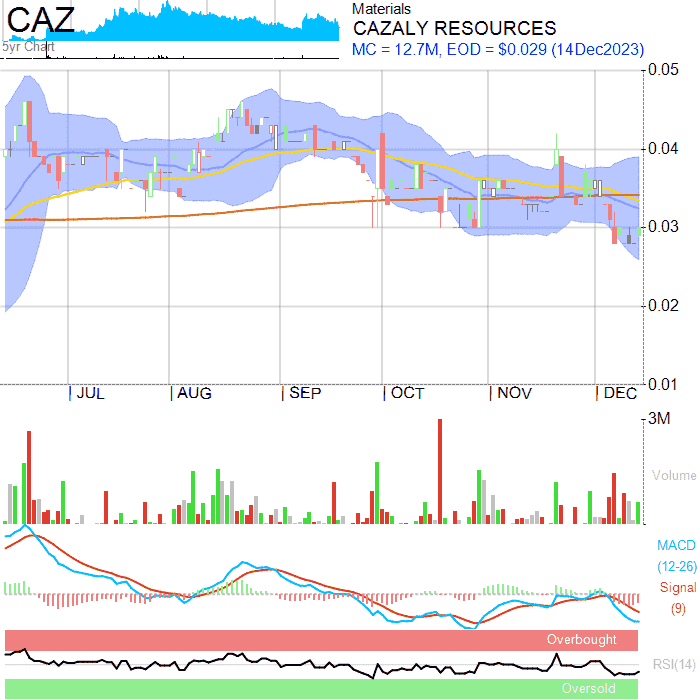 CAZ
5yr Chart
Materials
CAZALY RESOURCES
MC = 12.7M, EOD = $0.029 (14Dec2023)
0.05
0.04
0.03
0.02
0.01
JUL AUG SEP OCT NOV DEC
3M
Volume
MACD
(12-26)
Signal
(9)
Overbought
RSI(14)
Oversold